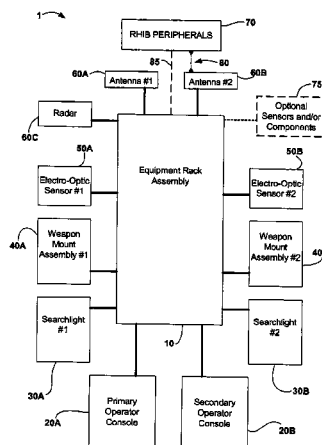 1
70
RHIB PERIPHERALS
85
80
60A
60B
Antenna #1
Antenna #2
75
Radar
Optional
Sensors and/or
Components
60C
50A
50B
Equipment Rack
Assembly
Electro-Optic
Sensor #1
Electro-Optic
Sensor #2
40A
Weapon
Mount
Assembly #1
Weapon
Mount
Assembly #2
40
Searchlight
#1
Searchlight
#2
10
30A
30B
Primary
Operator
Console
Secondary
Operator
Console
20A
20B